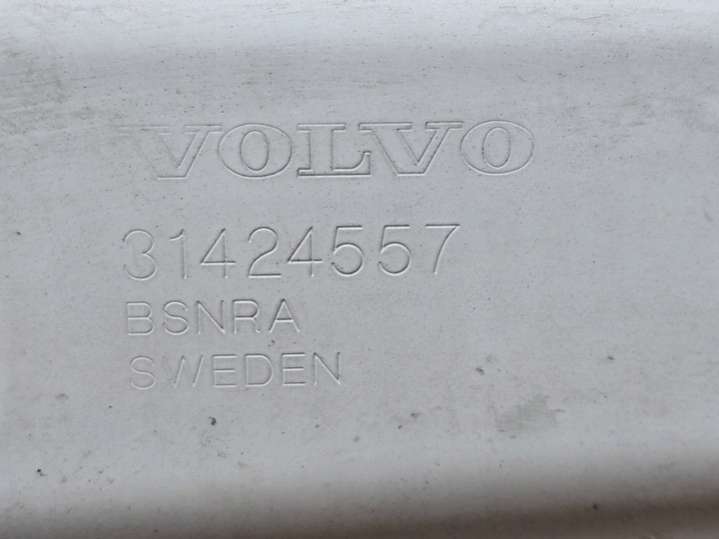 VOLVO
31424557
BSNRA
SWEDEN